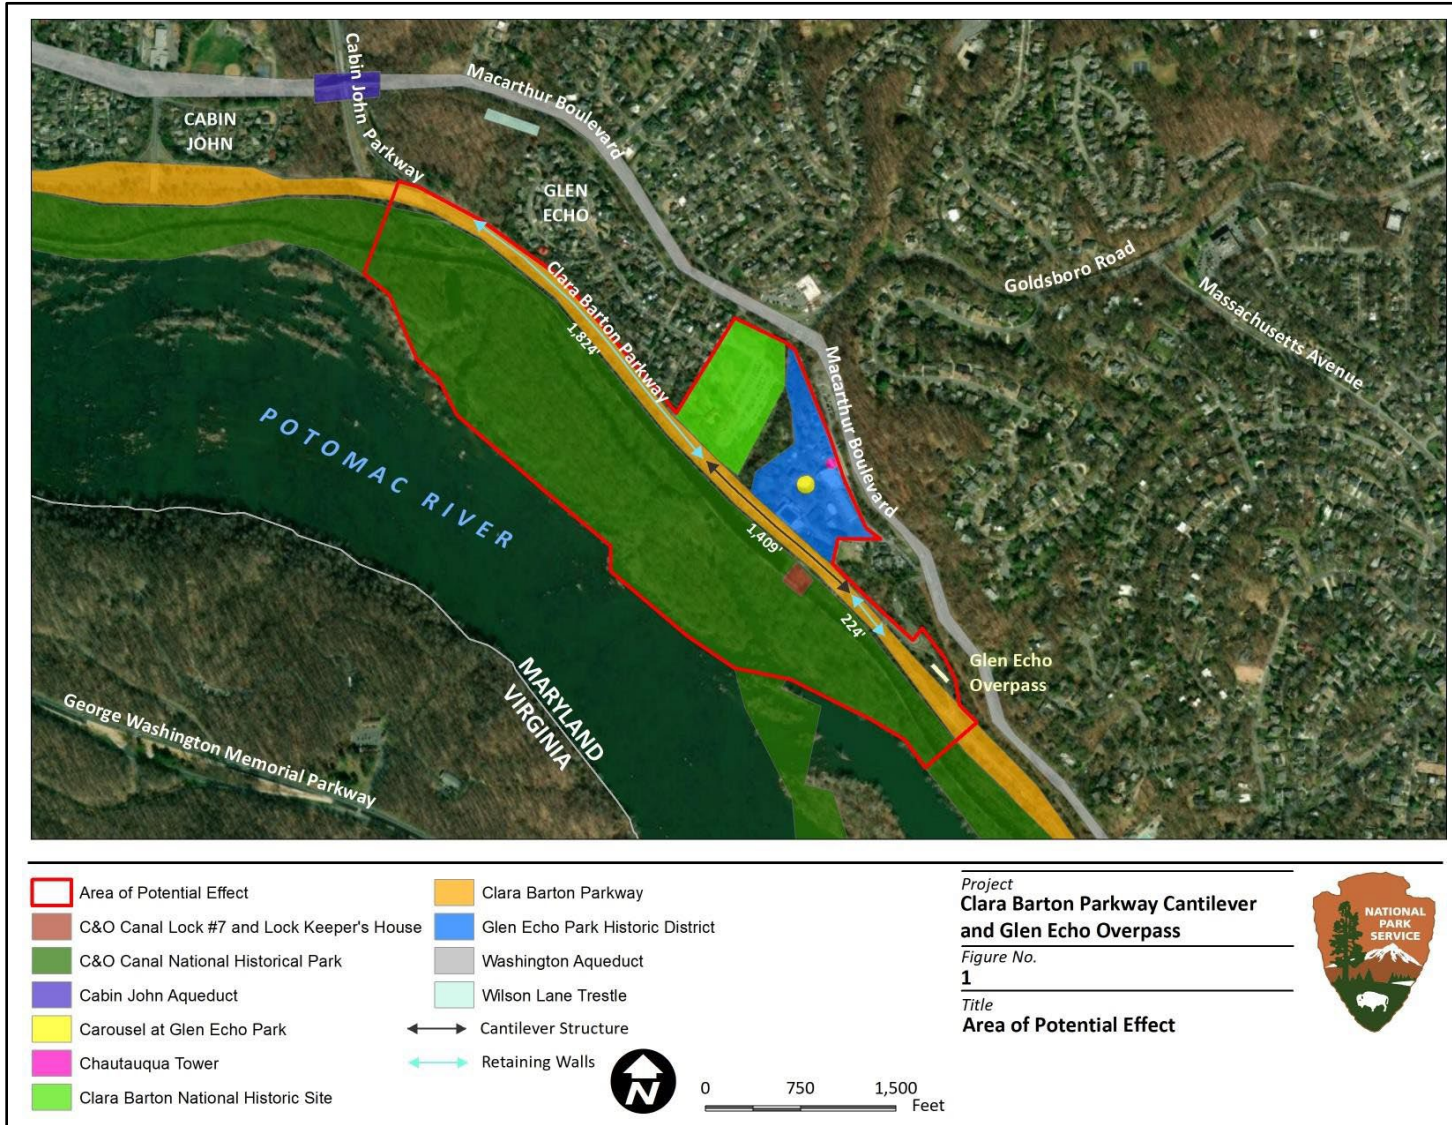 Cabin John Parkway
Macarthur Boulevard
CABIN
JOHN
GLEN
ECHO
Clara Barton Parkway
1,824'
Goldsboro Road
Massachusetts Avenue
Macarthur Boulevard
POTOMAC RIVER
1,409'
224'
Glen Echo
Overpass
MARYLAND
VIRGINIA
George Washington Memorial Parkway
Area of Potential Effect
C&O Canal Lock #7 and Lock Keeper's House
C&O Canal National Historical Park
Cabin John Aqueduct
Carousel at Glen Echo Park
Chautauqua Tower
Clara Barton National Historic Site
Clara Barton Parkway
Glen Echo Park Historic District
Washington Aqueduct
Wilson Lane Trestle
Cantilever Structure
Retaining Walls
N
0 750 1,500
Feet
Project
Clara Barton Parkway Cantilever
and Glen Echo Overpass
Figure No.
1
Title
Area of Potential Effect
NATIONAL
PARK
SERVICE